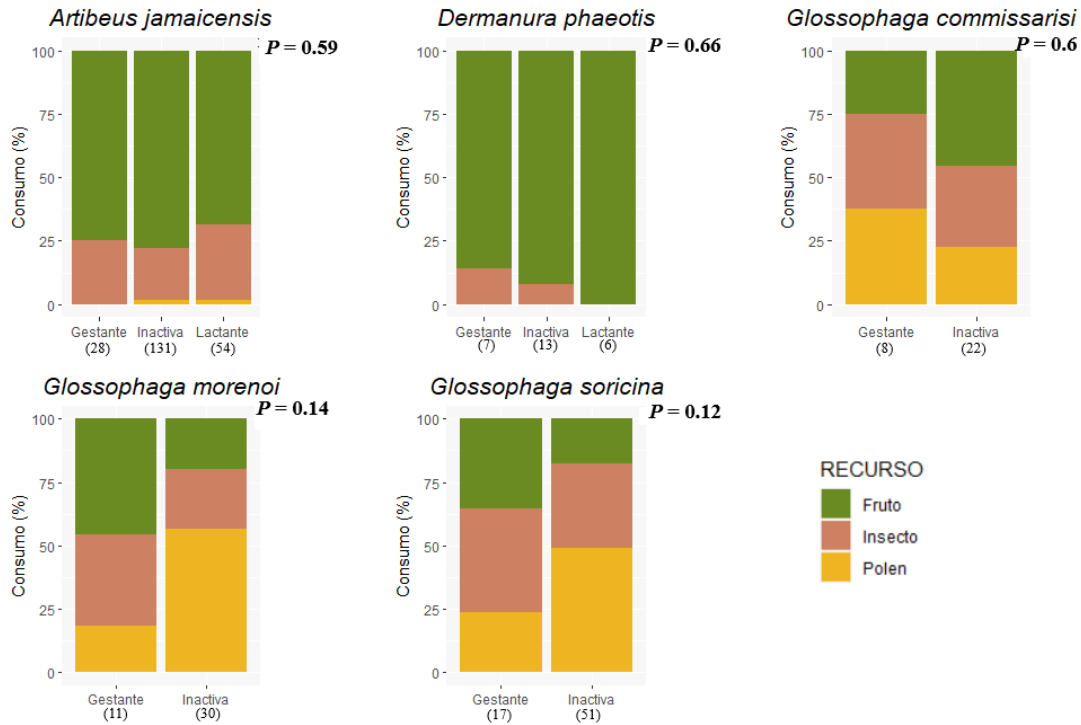 Artibeus jamaicensis
P = 0.59
100
75
50
25
0
Consumo (%)
Gestante Inactiva Lactante
(28) (131) (54)
Dermanura phaeotis
P = 0.66
100
75
50
25
0
Consumo (%)
Gestante Inactiva Lactante
(7) (13) (6)
Glossophaga commissarisi
P = 0.6
100
75
50
25
0
Consumo (%)
Gestante Inactiva
(8) (22)
Glossophaga morenoi
P = 0.14
100
75
50
25
0
Consumo (%)
Gestante Inactiva
(11) (30)
Glossophaga soricina
P = 0.12
100
75
50
25
0
Consumo (%)
Gestante Inactiva
(17) (51)
RECURSO
Fruto
Insecto
Polen